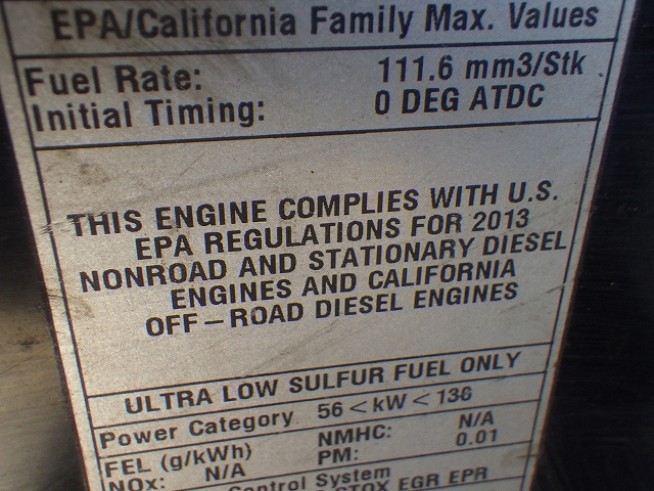 EPA/California Family Max. Values
Fuel Rate: 111.6 mm3/Stk
Initial Timing: 0 DEG ATDC
THIS ENGINE COMPLIES WITH U.S.
EPA REGULATIONS FOR 2013
NONROAD AND STATIONARY DIESEL
ENGINES AND CALIFORNIA
OFF–ROAD DIESEL ENGINES
ULTRA LOW SULFUR FUEL ONLY
Power Category 56<kW<130
FEL (g/kWh) NMHC: N/A
NOx: N/A PM: 0.01
Control System
EGR EPR